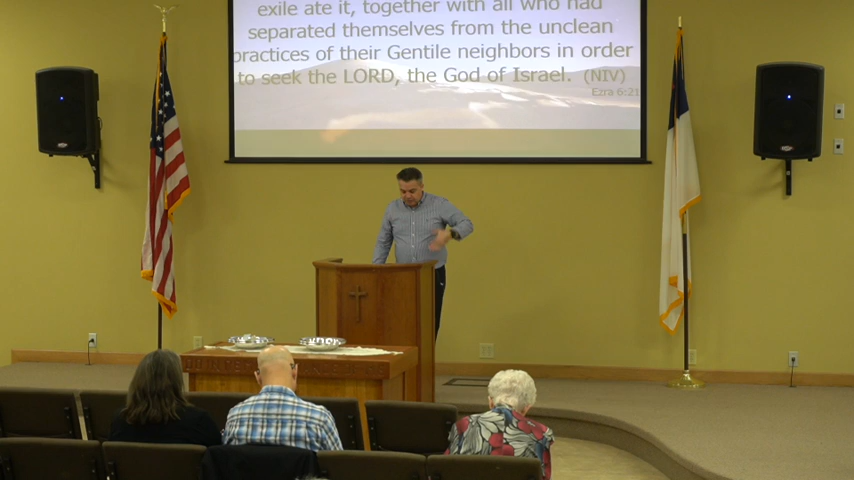 exile ate it, together with all who had
separated themselves from the unclean
practices of their Gentile neighbors in order
to seek the LORD, the God of Israel. (NIV)
Ezra 6:21